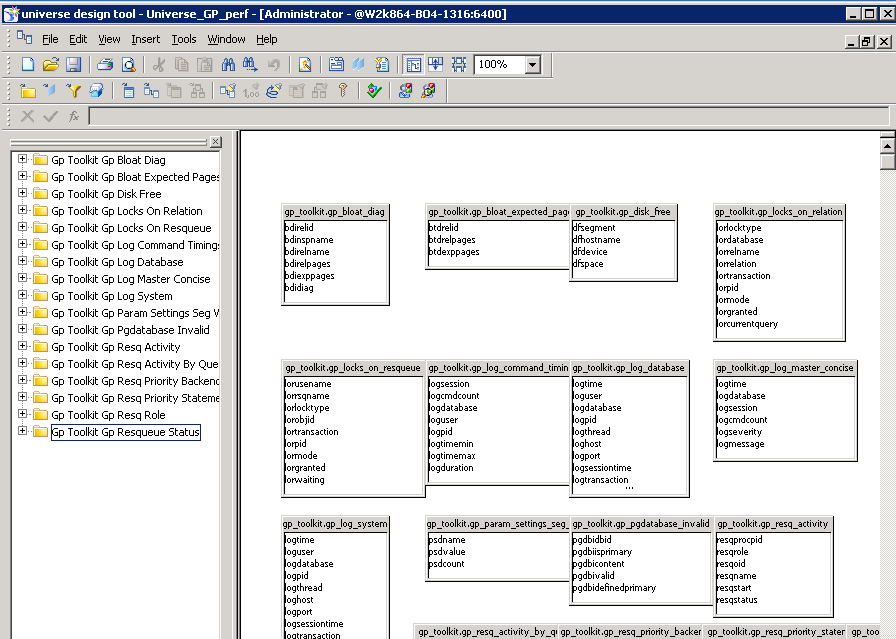 universe design tool - Universe_GP_perf - [Administrator - @W2k864-BO4-1316:6400]
File Edit View Insert Tools Window Help
100%
Gp Toolkit Gp Bloat Diag
Gp Toolkit Gp Bloat Expected Pages
Gp Toolkit Gp Disk Free
Gp Toolkit Gp Locks On Relation
Gp Toolkit Gp Locks On Resqueue
Gp Toolkit Gp Log Command Timings
Gp Toolkit Gp Log Database
Gp Toolkit Gp Log Master Concise
Gp Toolkit Gp Log System
Gp Toolkit Gp Param Settings Seg V
Gp Toolkit Gp Pgdatabase Invalid
Gp Toolkit Gp Resq Activity
Gp Toolkit Gp Resq Activity By Que
Gp Toolkit Gp Resq Priority Backend
Gp Toolkit Gp Resq Priority Stateme
Gp Toolkit Gp Resq Role
Gp Toolkit Gp Resqueue Status
gp_toolkit.gp_bloat_diag
bdirelid
bdinspname
bdirelname
bdirelpages
bdiexppages
bdidiag
gp_toolkit.gp_bloat_expected_page
btdrelid
btdrelpages
btdexppages
gp_toolkit.gp_disk_free
dfsegment
dfhostname
dfdevice
dfspace
gp_toolkit.gp_locks_on_relation
lorlocktype
lordatabase
lorrelname
lorrelation
lortransaction
lorpid
lormode
lorgranted
lorcurrentquery
gp_toolkit.gp_locks_on_resqueue
lorusename
lorrsqname
lorlocktype
lorobjid
lortransaction
lorpid
lormode
lorgranted
lorwaiting
gp_toolkit.gp_log_command_timin
logsession
logcmdcount
logdatabase
loguser
logpid
logtimemin
logtimemax
logduration
gp_toolkit.gp_log_database
logtime
loguser
logdatabase
logpid
logthread
loghost
logport
logsessiontime
logtransaction
...
gp_toolkit.gp_log_master_concise
logtime
logdatabase
logsession
logcmdcount
logseverity
logmessage
gp_toolkit.gp_log_system
logtime
loguser
logdatabase
logpid
logthread
loghost
logport
logsessiontime
logtransaction
gp_toolkit.gp_param_settings_seg_
psdname
psdvalue
psdcount
gp_toolkit.gp_pgdatabase_invalid
pgdbidbid
pgdbiisprimary
pgdbicontent
pgdbivalid
pgdbidefinedprimary
gp_toolkit.gp_resq_activity
resqprocpid
resqrole
resqoid
resqname
resqstart
resqstatus
gp_toolkit.gp_resq_activity_by_qu
gp_toolkit.gp_resq_priority_backer
gp_toolkit.gp_resq_priority_stater
gp_too